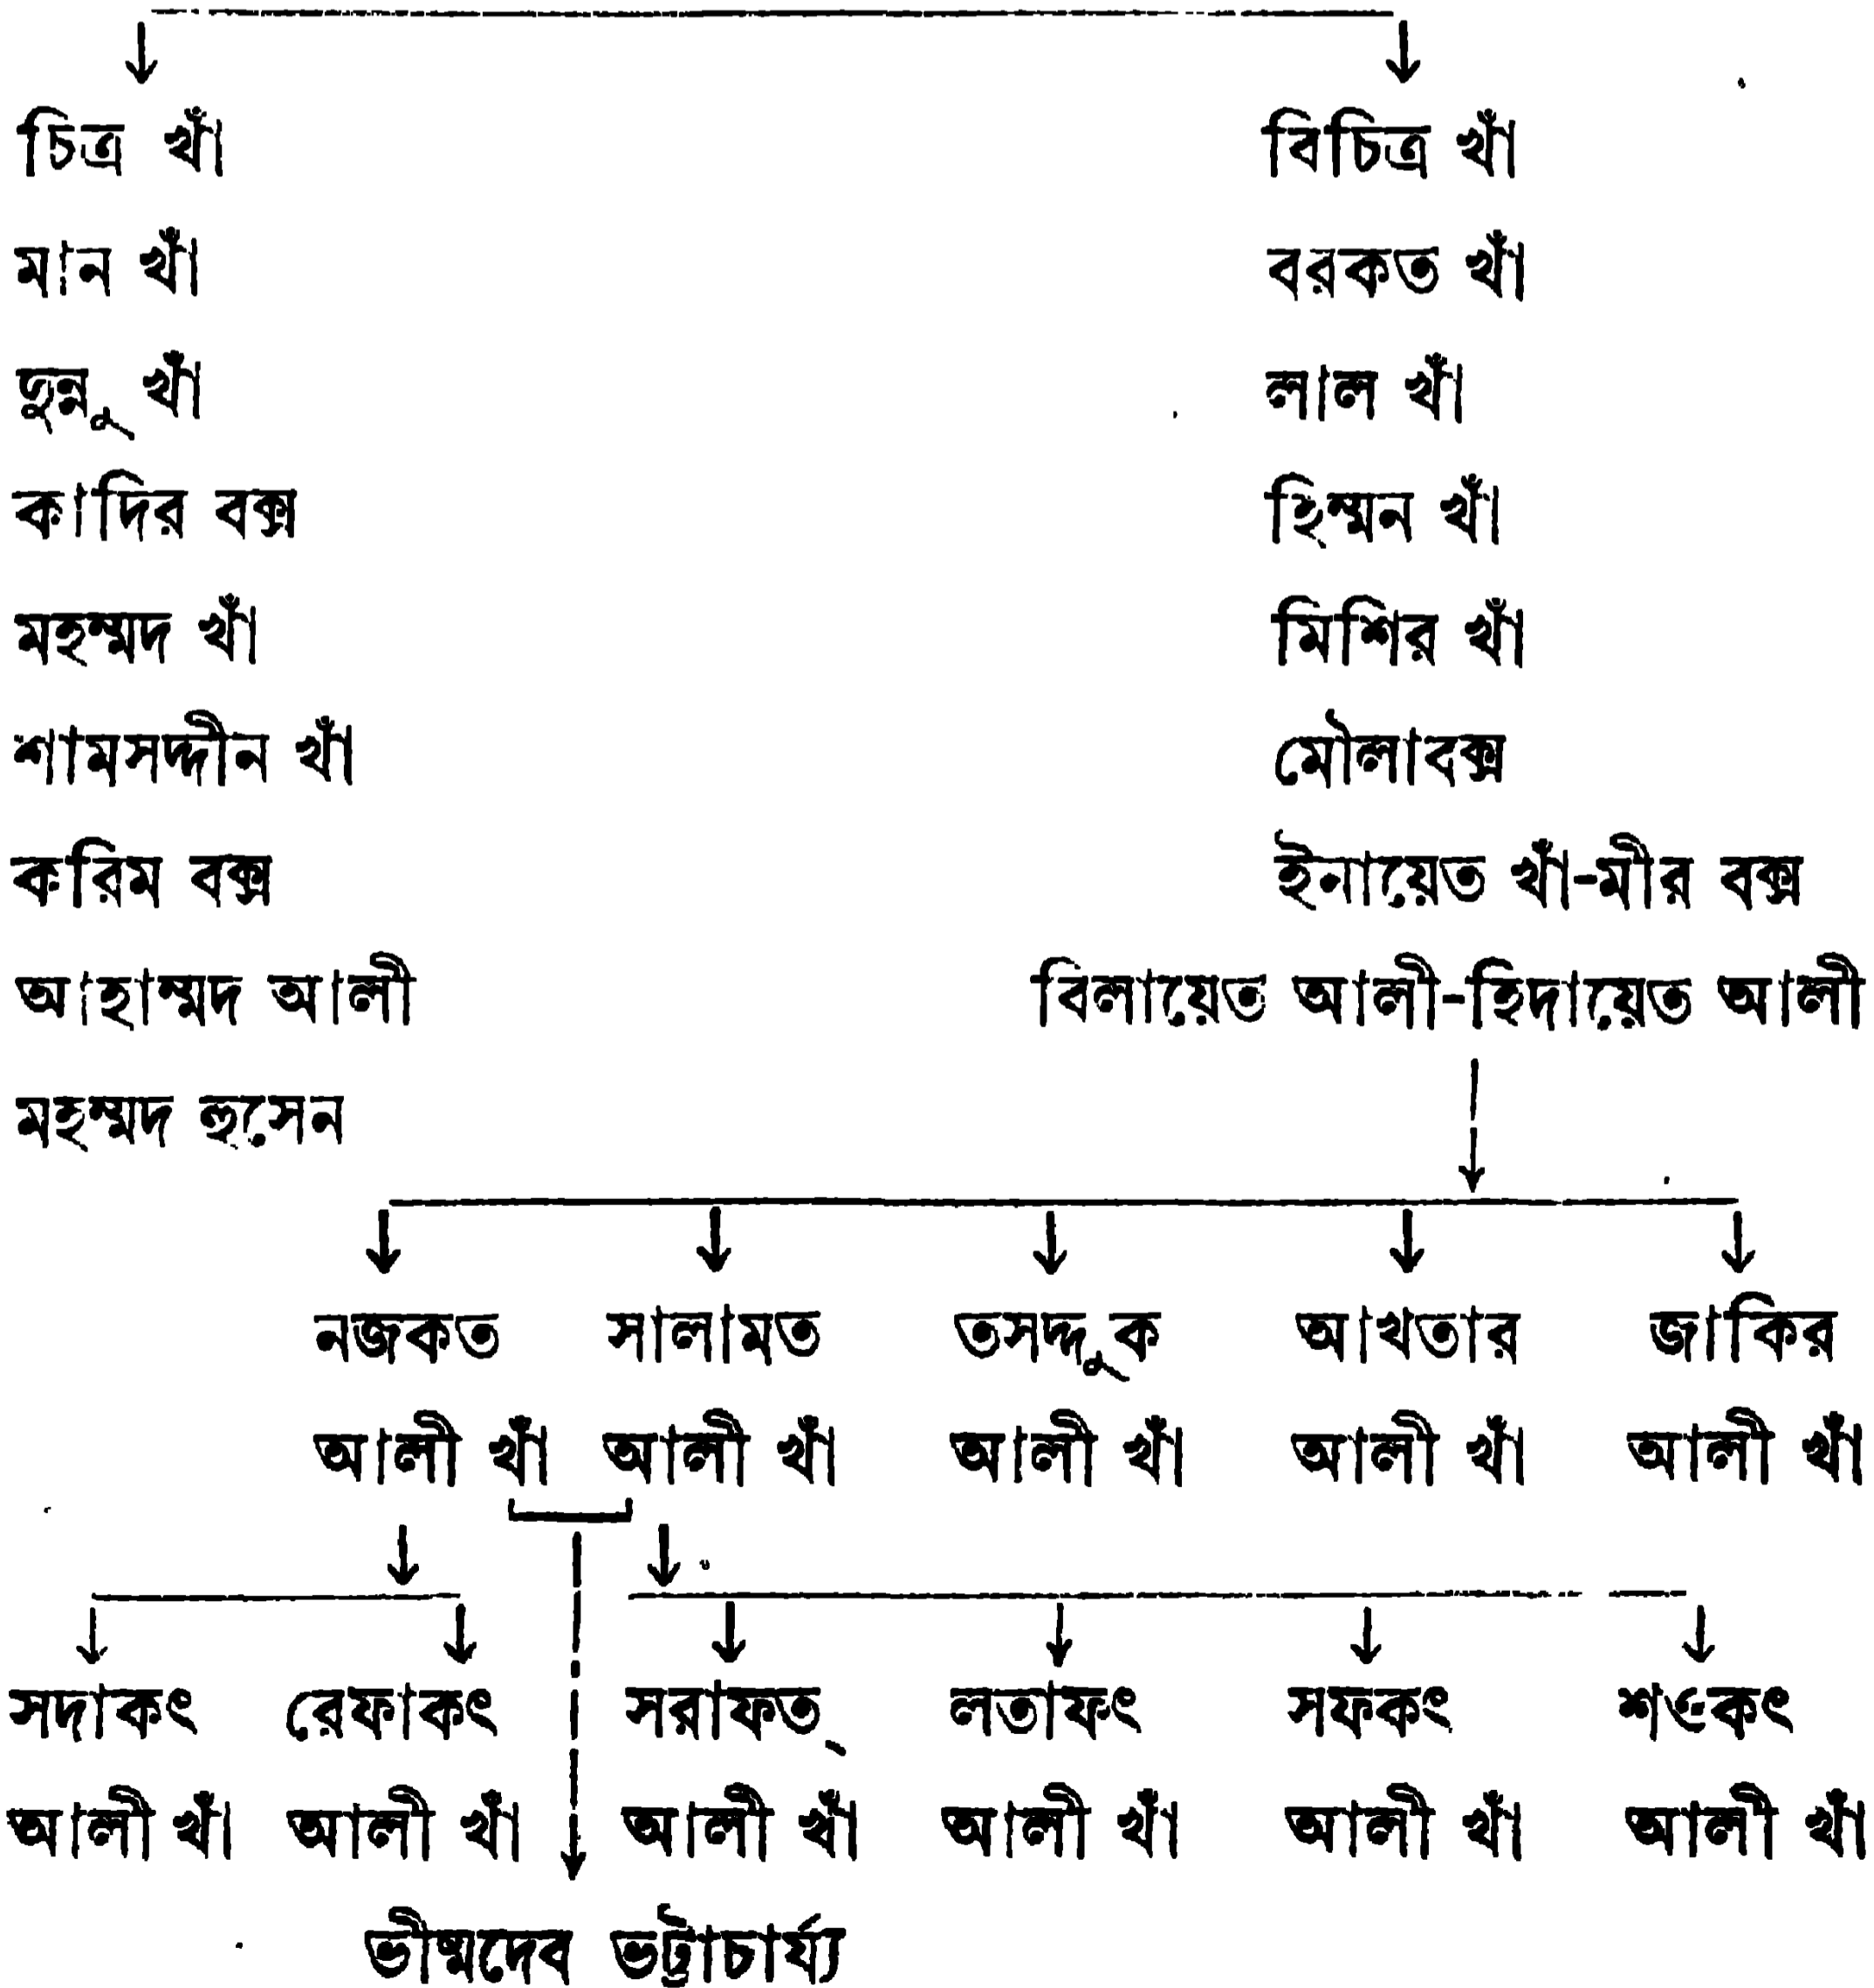 চিত্র খাঁ বিচিত্র খাঁ
মান খাঁ বরকত খাঁ
ডুন্নু খাঁ লাল খাঁ
কাদির বক্স হিম্মন খাঁ
মহম্মদ খাঁ মিশির খাঁ
শামসদ্দীন খাঁ মৌলাবক্স
করিম বক্স ইনায়েত খাঁ-মীর বক্স
আহাম্মদ আলী বিলায়েত আলী-হিদায়েত আলী
মহম্মদ হুসেন
নজকত সালামত তসদ্দুক আখতার জাকির
আলী খাঁ আলী খাঁ আলী খাঁ আলী খাঁ আলী খাঁ
সদাকৎ রেফাকৎ সরাফত্ লতাফৎ সফকৎ শওকৎ
আলী খাঁ আলী খাঁ আলী খাঁ আলী খাঁ আলী খাঁ আলী খাঁ
ভীষ্মদেব ভট্টাচার্য্য